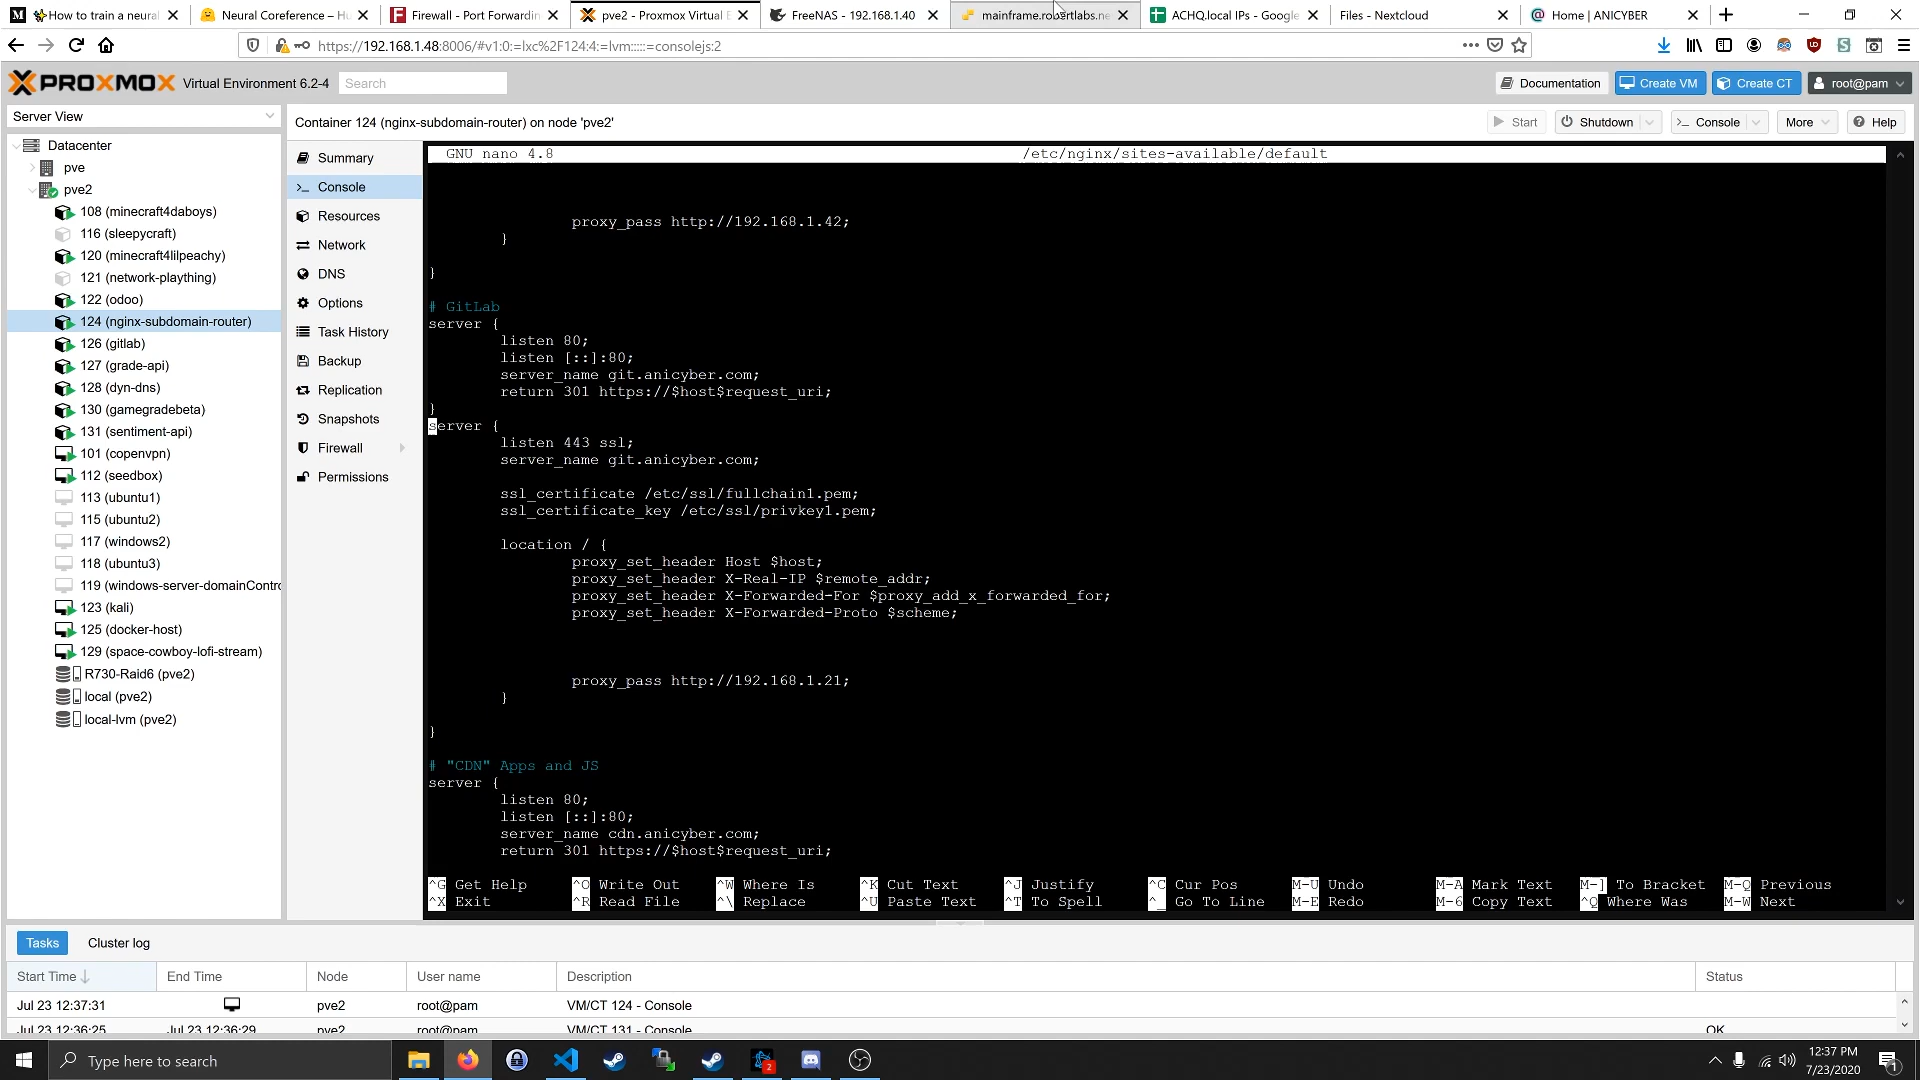 How to train a neural
Neural Coreference – Hu
Firewall - Port Forwardin
pve2 - Proxmox Virtual E
FreeNAS - 192.168.1.40
mainframe.robertlabs.ne
ACHQ.local IPs - Google
Files - Nextcloud
Home | ANICYBER
https://192.168.1.48:8006/#v1:0:=lxc%2F124:4:=lvm:::::=consolejs:2
PROXMOX Virtual Environment 6.2-4 Search
Documentation Create VM Create CT root@pam
Server View
Container 124 (nginx-subdomain-router) on node 'pve2'
Start Shutdown Console More Help
Datacenter
pve
pve2
108 (minecraft4daboys)
116 (sleepycraft)
120 (minecraft4lilpeachy)
121 (network-plaything)
122 (odoo)
124 (nginx-subdomain-router)
126 (gitlab)
127 (grade-api)
128 (dyn-dns)
130 (gamegradebeta)
131 (sentiment-api)
101 (copenvpn)
112 (seedbox)
113 (ubuntu1)
115 (ubuntu2)
117 (windows2)
118 (ubuntu3)
119 (windows-server-domainContro
123 (kali)
125 (docker-host)
129 (space-cowboy-lofi-stream)
R730-Raid6 (pve2)
local (pve2)
local-lvm (pve2)
Summary
Console
Resources
Network
DNS
Options
Task History
Backup
Replication
Snapshots
Firewall
Permissions
GNU nano 4.8 /etc/nginx/sites-available/default
proxy_pass http://192.168.1.42;
}
}
# GitLab
server {
listen 80;
listen [::]:80;
server_name git.anicyber.com;
return 301 https://$host$request_uri;
}
server {
listen 443 ssl;
server_name git.anicyber.com;
ssl_certificate /etc/ssl/fullchain1.pem;
ssl_certificate_key /etc/ssl/privkey1.pem;
location / {
proxy_set_header Host $host;
proxy_set_header X-Real-IP $remote_addr;
proxy_set_header X-Forwarded-For $proxy_add_x_forwarded_for;
proxy_set_header X-Forwarded-Proto $scheme;
proxy_pass http://192.168.1.21;
}
}
# "CDN" Apps and JS
server {
listen 80;
listen [::]:80;
server_name cdn.anicyber.com;
return 301 https://$host$request_uri;
^G Get Help ^O Write Out ^W Where Is ^K Cut Text ^J Justify ^C Cur Pos M-U Undo M-A Mark Text M-] To Bracket M-Q Previous
^X Exit ^R Read File ^\ Replace ^U Paste Text ^T To Spell ^_ Go To Line M-E Redo M-6 Copy Text ^Q Where Was M-W Next
Tasks Cluster log
Start Time End Time Node User name Description Status
Jul 23 12:37:31 pve2 root@pam VM/CT 124 - Console
Jul 23 12:36:25 Jul 23 12:36:29 pve2 root@pam VM/CT 131 - Console OK
Type here to search
12:37 PM
7/23/2020